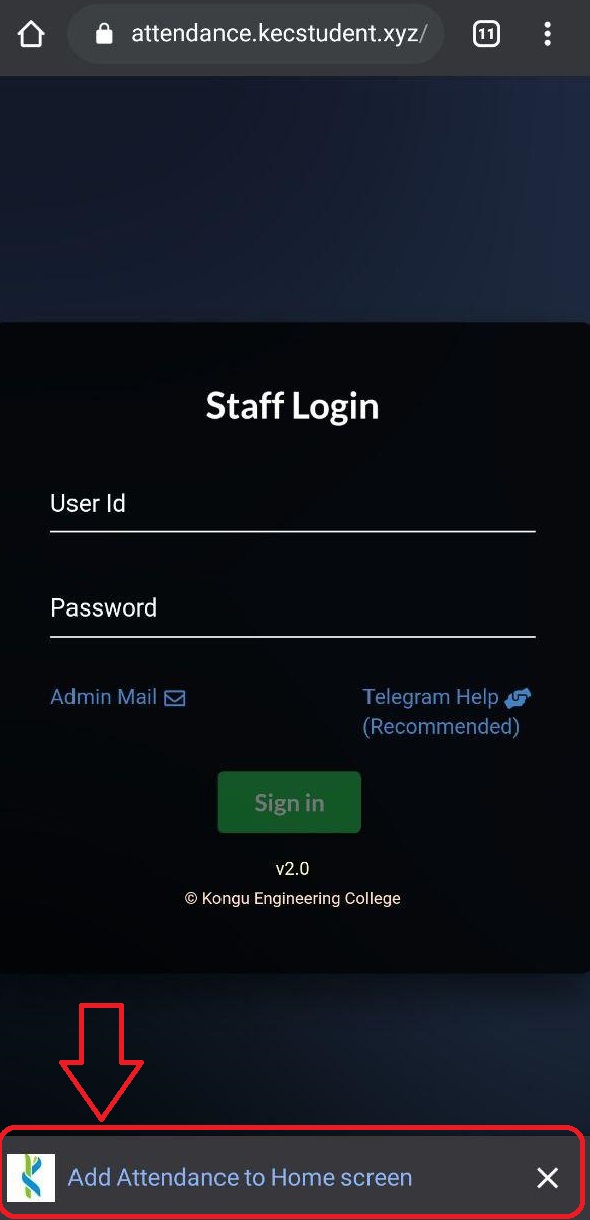 attendance.kecstudent.xyz/
11
Staff Login
User Id
Password
Admin Mail
Telegram Help
(Recommended)
Sign in
v2.0
© Kongu Engineering College
Add Attendance to Home screen